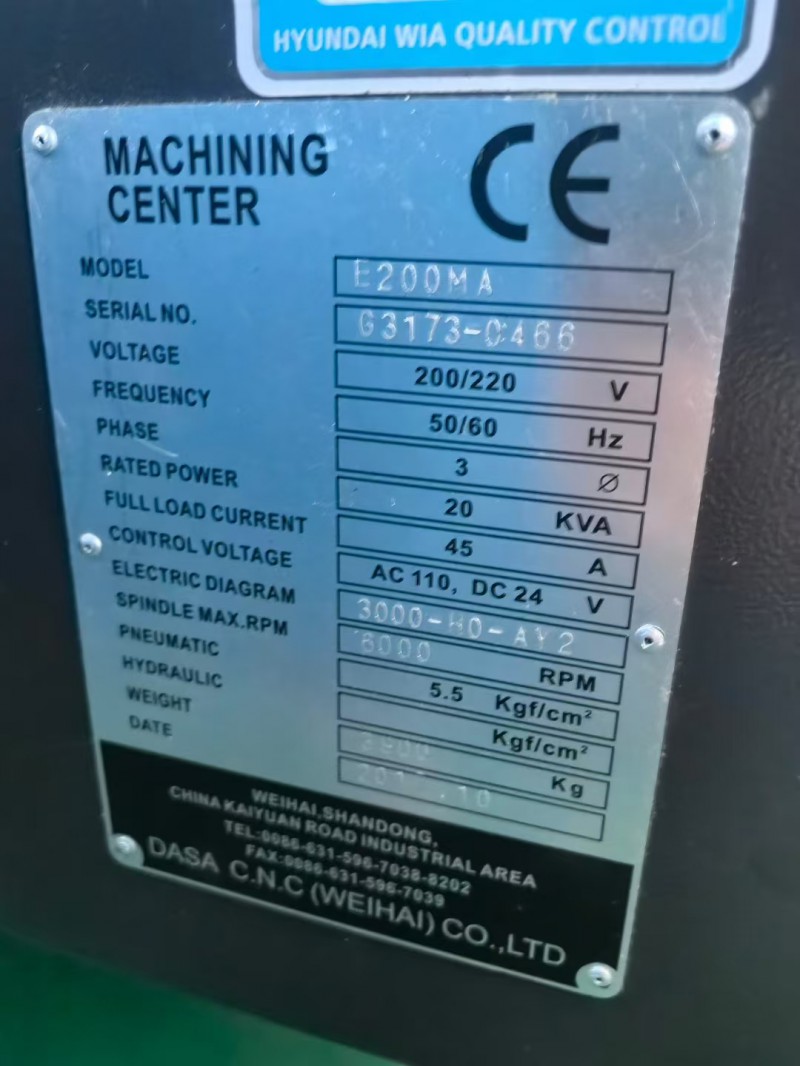 HYUNDAI WIA QUALITY CONTROL
MACHINING
CENTER
CE
MODEL E200MA
SERIAL NO. G3173-0466
VOLTAGE 200/220 V
FREQUENCY 50/60 Hz
PHASE 3 Ø
RATED POWER 20 KVA
FULL LOAD CURRENT 45 A
CONTROL VOLTAGE AC 110, DC 24 V
ELECTRIC DIAGRAM 3000-H0-AY2
SPINDLE MAX.RPM 8000 RPM
PNEUMATIC 5.5 Kgf/cm²
HYDRAULIC Kgf/cm²
WEIGHT Kg
DATE
WEIHAI,SHANDONG,
CHINA KAIYUAN ROAD INDUSTRIAL AREA
TEL:0086-631-596-7038-8202
FAX:0086-631-596-7039
DASA C.N.C (WEIHAI) CO.,LTD